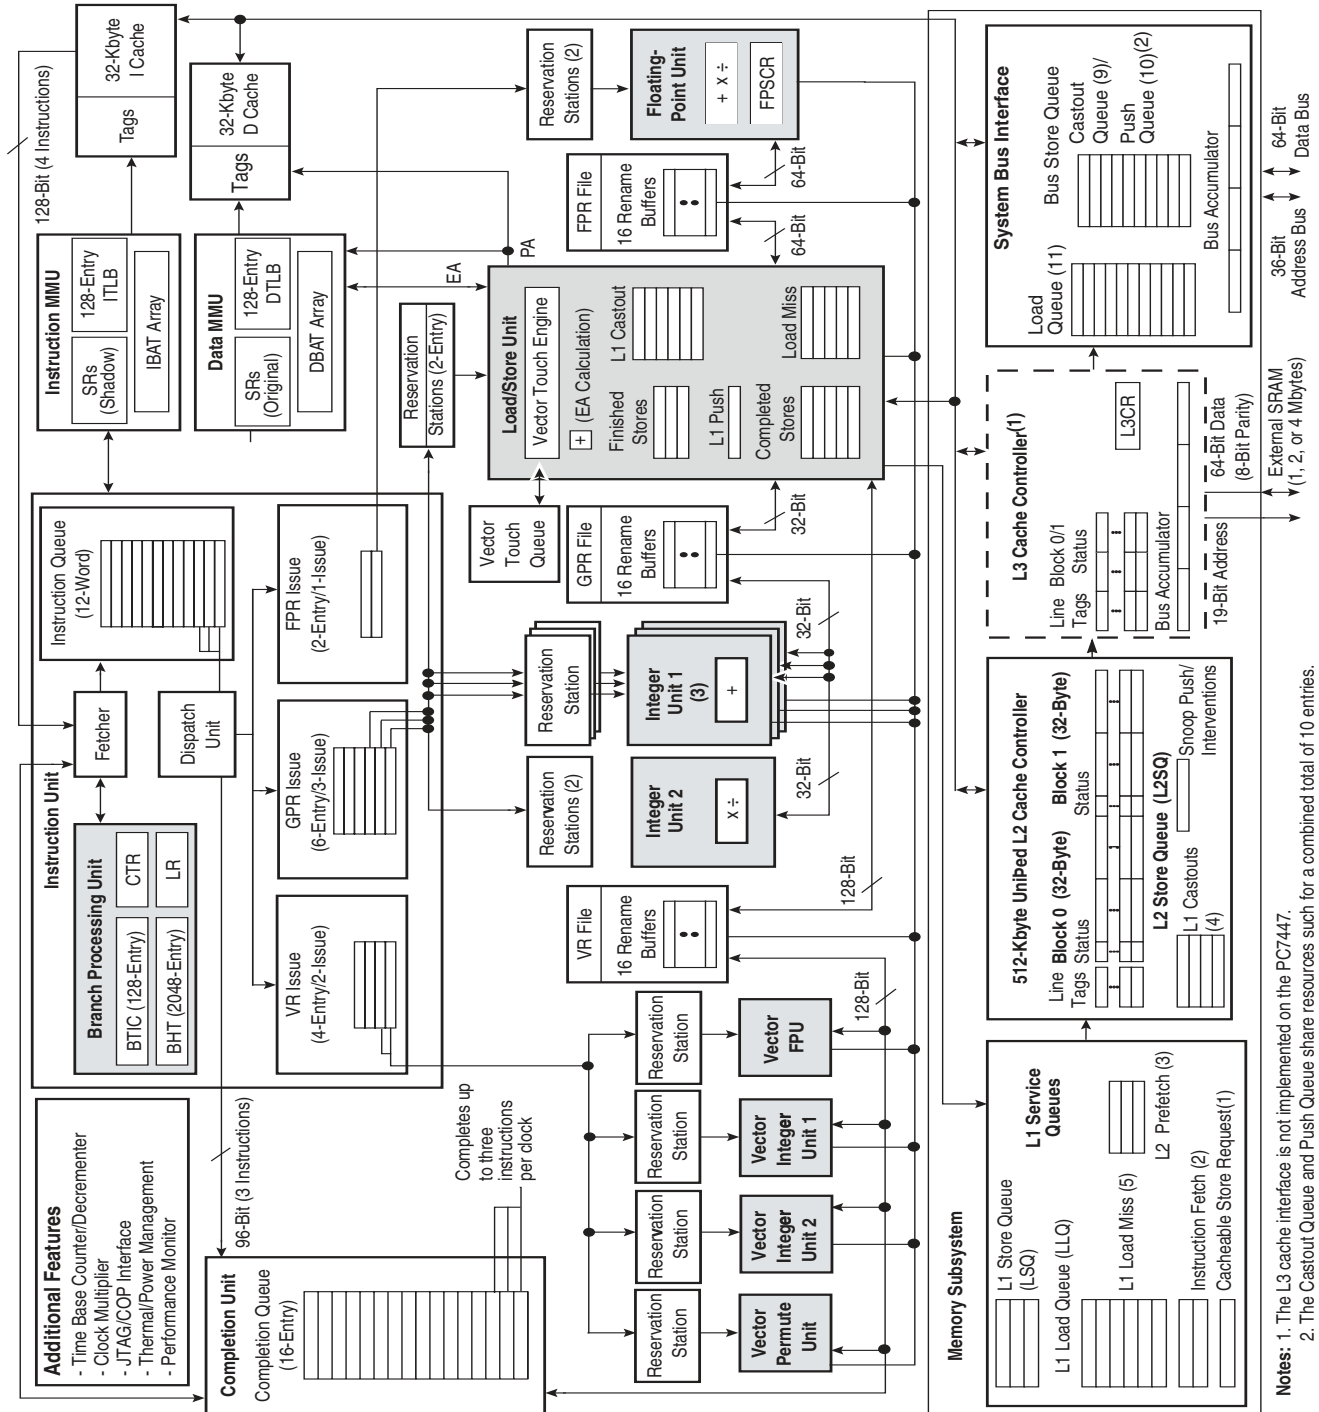 Additional Features
- Time Base Counter/Decrementer
- Clock Multiplier
- JTAG/COP Interface
- Thermal/Power Management
- Performance Monitor
Instruction Unit
Branch Processing Unit
BTIC (128-Entry)
CTR
BHT (2048-Entry)
LR
Fetcher
Instruction Queue
(12-Word)
Dispatch
Unit
VR Issue
(4-Entry/2-Issue)
GPR Issue
(6-Entry/3-Issue)
FPR Issue
(2-Entry/1-Issue)
128-Bit (4 Instructions)
Instruction MMU
SRs
(Shadow)
128-Entry
ITLB
IBAT Array
Tags
32-Kbyte
I Cache
Data MMU
SRs
(Original)
128-Entry
DTLB
DBAT Array
Tags
32-Kbyte
D Cache
EA
PA
96-Bit (3 Instructions)
Completion Unit
Completion Queue
(16-Entry)
Completes up
to three
instructions
per clock
Reservation
Stations (2-Entry)
Reservation
Stations (2)
Reservation
Station
Reservation
Station
Reservation
Station
Reservation
Station
Reservation
Station
Reservation
Stations (2)
Vector
Permute
Unit
Vector
Integer
Unit 2
Vector
Integer
Unit 1
Vector
FPU
VR File
16 Rename
Buffers
128-Bit
128-Bit
Integer
Unit 2
x ÷
Integer
Unit 1
(3)
+
32-Bit
32-Bit
GPR File
16 Rename
Buffers
32-Bit
Vector
Touch
Queue
Load/Store Unit
Vector Touch Engine
+
(EA Calculation)
Finished
Stores
L1 Castout
L1 Push
Completed
Stores
Load Miss
FPR File
16 Rename
Buffers
64-Bit
64-Bit
Floating-
Point Unit
+ x ÷
FPSCR
Memory Subsystem
L1 Store Queue
(LSQ)
L1 Service
Queues
L1 Load Queue (LLQ)
L1 Load Miss (5)
L2 Prefetch (3)
Instruction Fetch (2)
Cacheable Store Request(1)
512-Kbyte UniPed L2 Cache Controller
Line
Tags
Block 0 (32-Byte)
Status
Block 1 (32-Byte)
Status
L2 Store Queue (L2SQ)
L1 Castouts
(4)
Snoop Push/
Interventions
L3 Cache Controller(1)
Line
Tags
Block 0/1
Status
L3CR
Bus Accumulator
19-Bit Address
64-Bit Data
(8-Bit Parity)
External SRAM
(1, 2, or 4 Mbytes)
System Bus Interface
Load
Queue (11)
Bus Store Queue
Castout
Queue (9)/
Push
Queue (10)(2)
Bus Accumulator
36-Bit
Address Bus
64-Bit
Data Bus
Notes: 1. The L3 cache interface is not implemented on the PC7447.
2. The Castout Queue and Push Queue share resources such for a combined total of 10 entries.